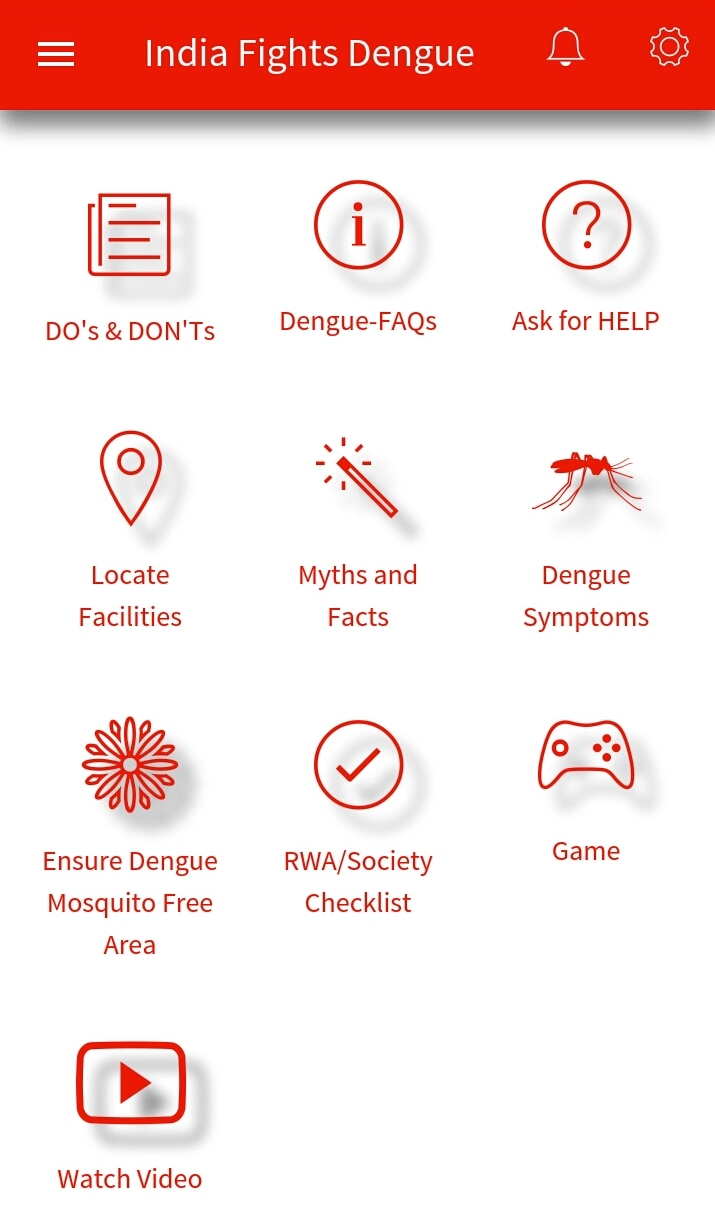 India Fights Dengue
DO's & DON'Ts
Dengue-FAQs
Ask for HELP
Locate
Facilities
Myths and
Facts
Dengue
Symptoms
Ensure Dengue
Mosquito Free
Area
RWA/Society
Checklist
Game
Watch Video